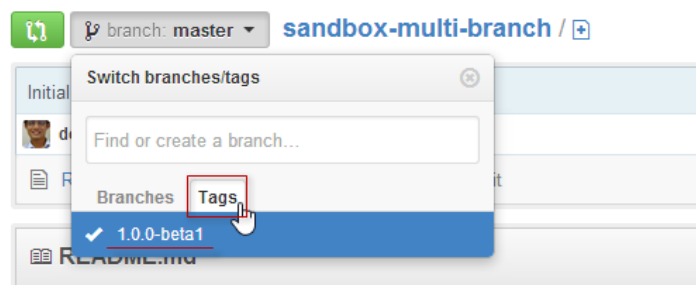 branch: master
sandbox-multi-branch /
Switch branches/tags
Initial
Find or create a branch...
Branches Tags
1.0.0-beta1
README.md